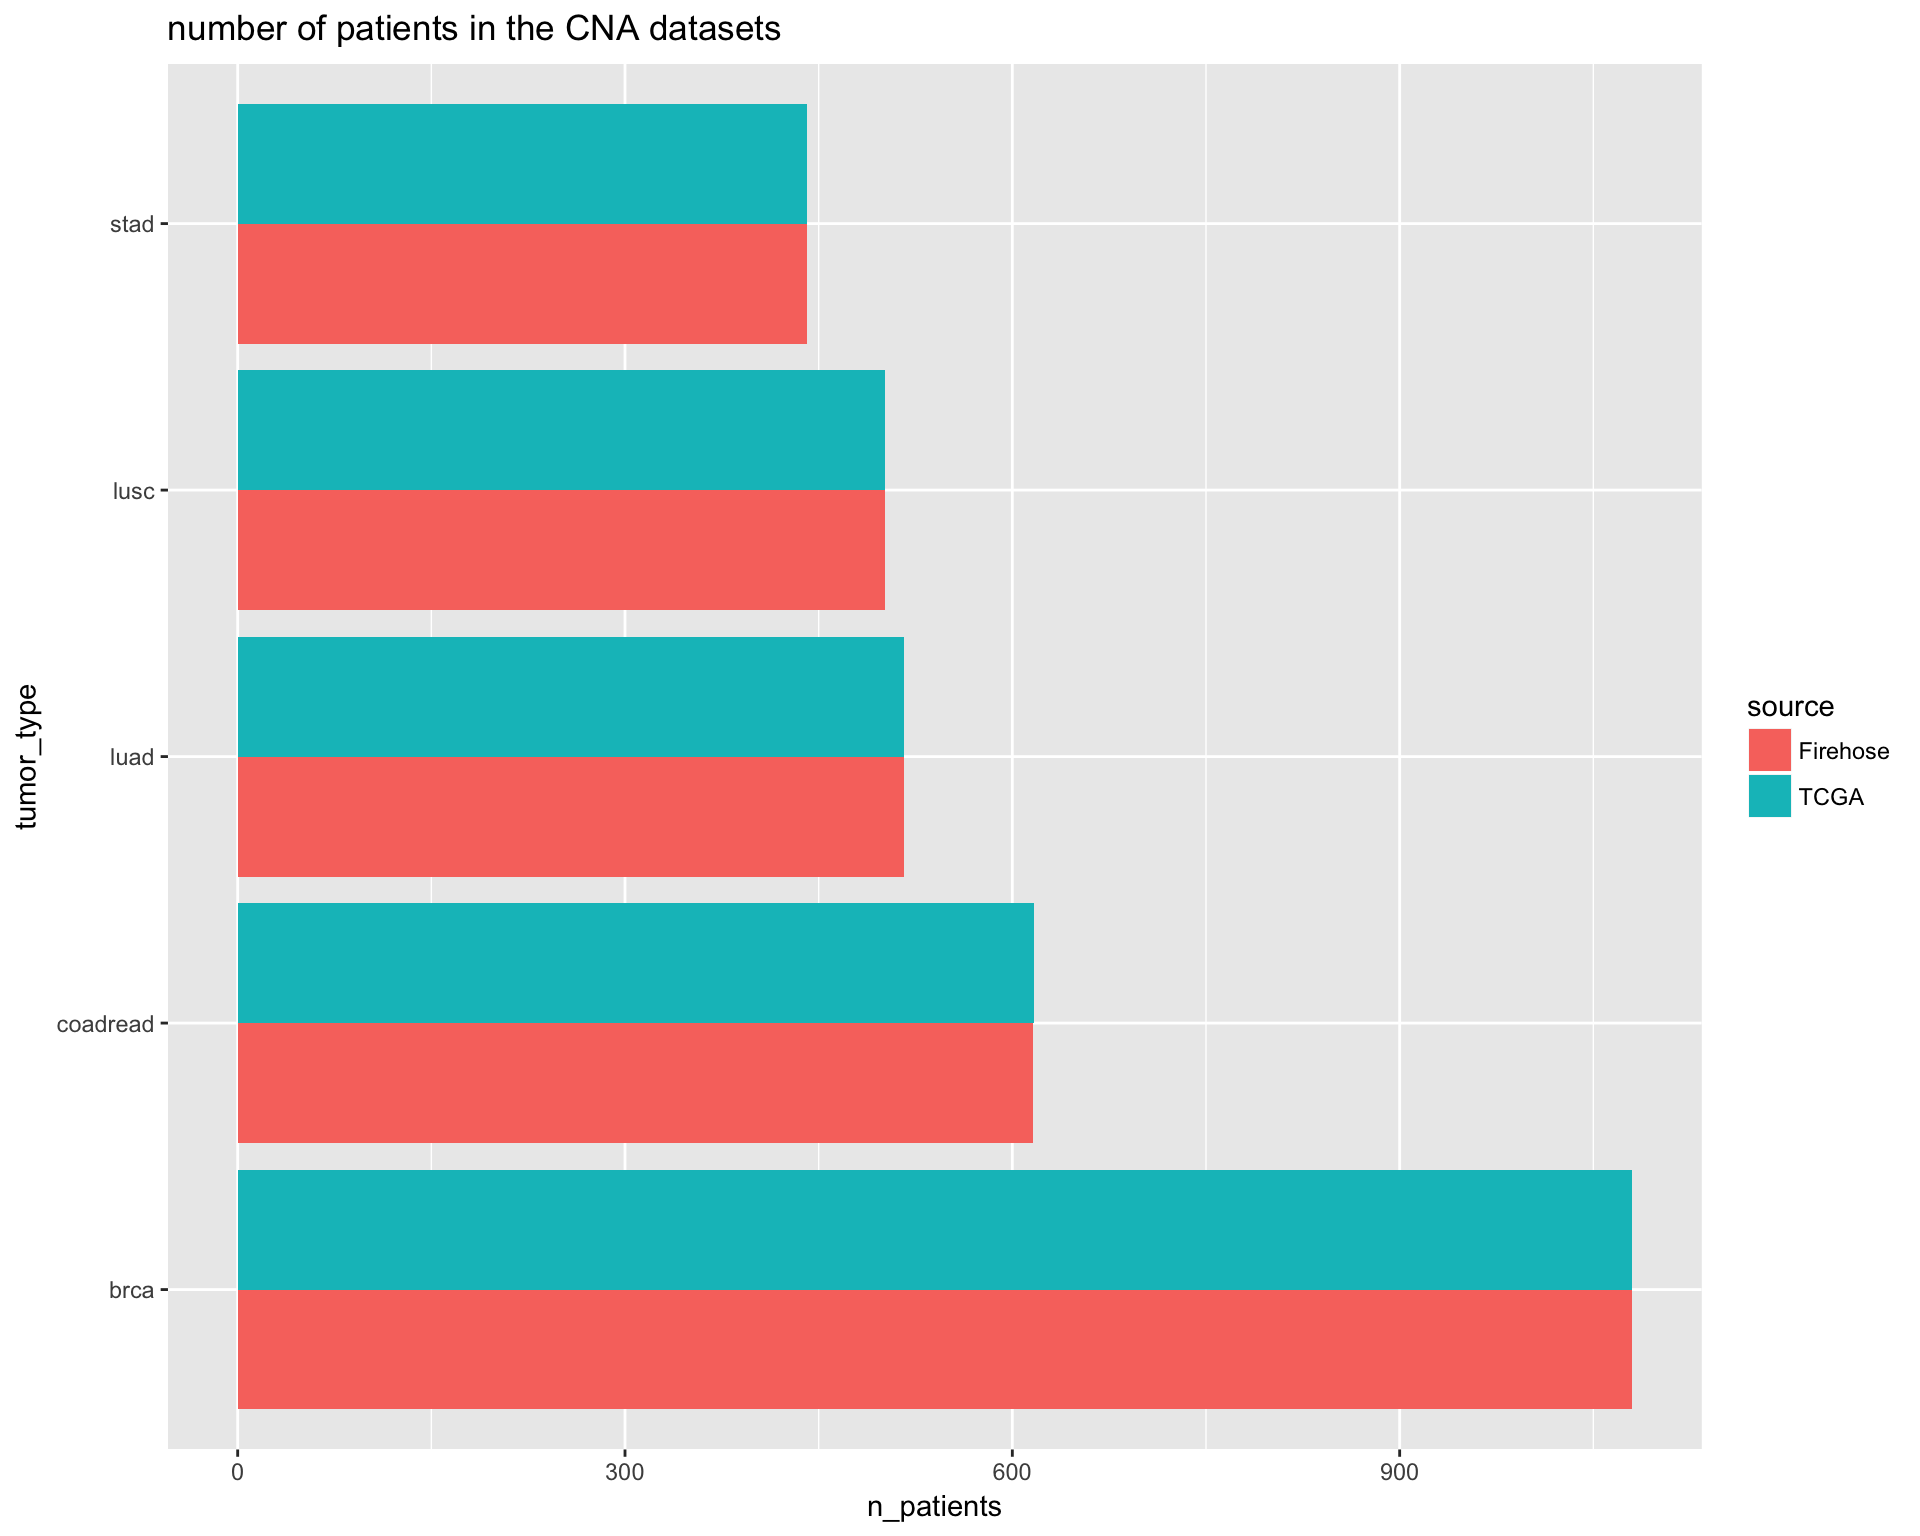 number of patients in the CNA datasets
tumor_type
stad
lusc
luad
coadread
brca
0 300 600 900
n_patients
source
Firehose
TCGA